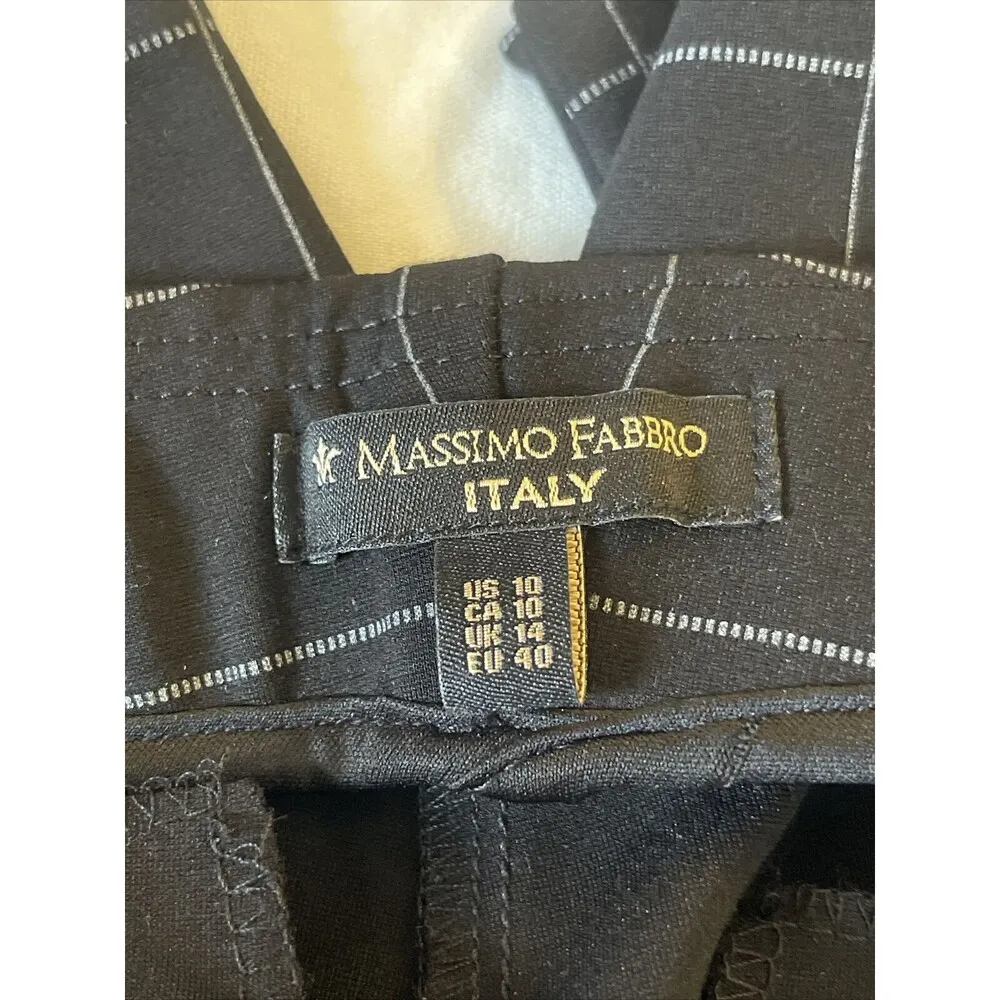 MASSIMO FABBRO
ITALY
US 10
CA 10
UK 14
EU 40